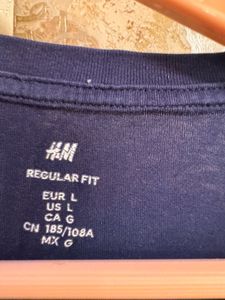 H&M
REGULAR FIT
EUR L
US L
CA G
CN 185/108A
MX G